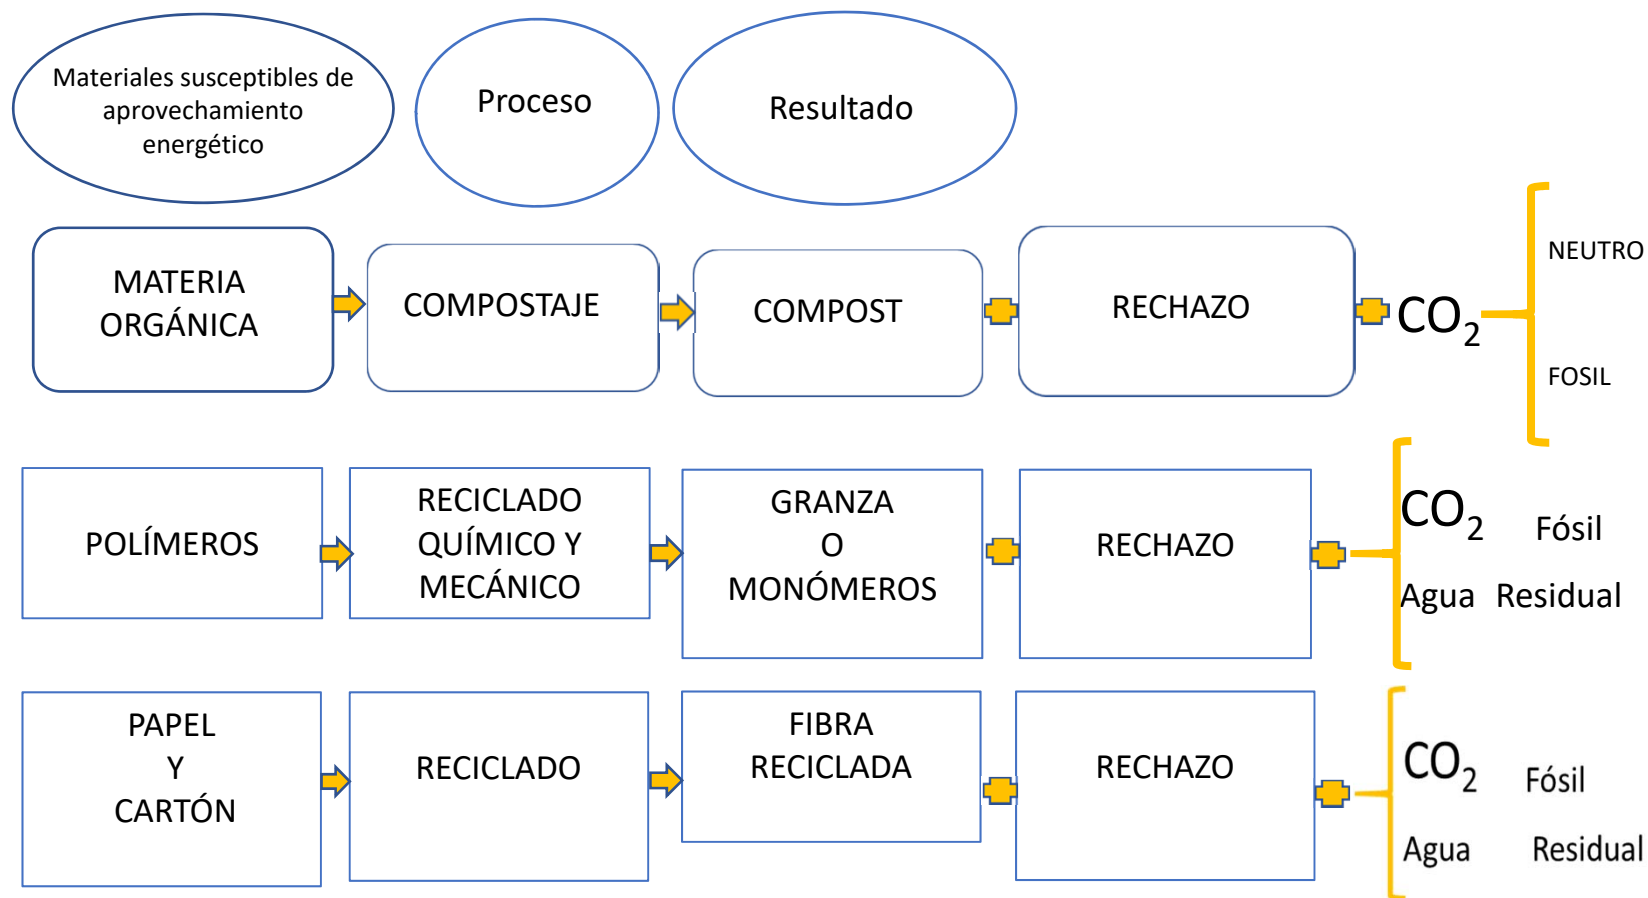 Materiales susceptibles de
aprovechamiento
energético
Proceso
Resultado
MATERIA
ORGÁNICA
COMPOSTAJE
COMPOST
RECHAZO
CO2
NEUTRO
FOSIL
POLÍMEROS
RECICLADO
QUÍMICO Y
MECÁNICO
GRANZA
O
MONÓMEROS
RECHAZO
CO2 Fósil
Agua Residual
PAPEL
Y
CARTÓN
RECICLADO
FIBRA
RECICLADA
RECHAZO
CO2 Fósil
Agua Residual